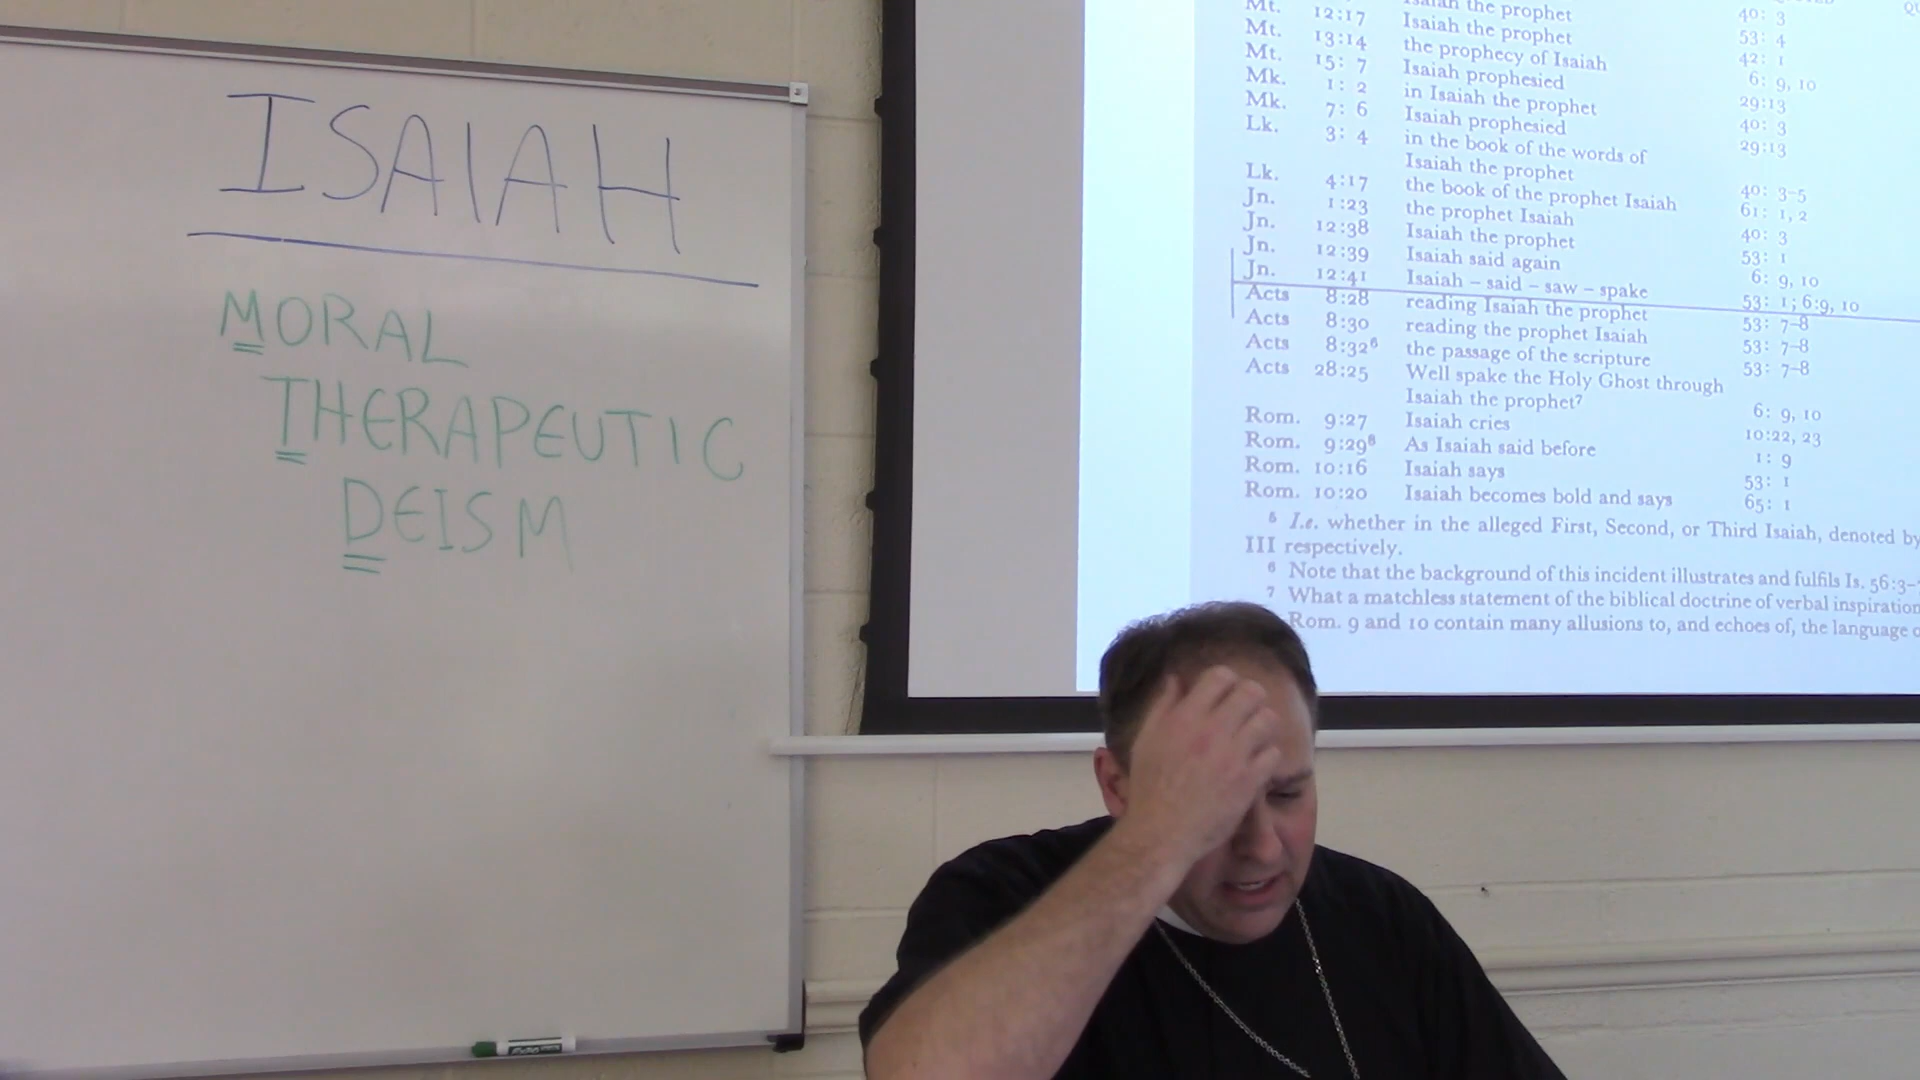 ISAIAH
MORAL
THERAPEUTIC
DEISM
40: 3
Isaiah the prophet 53: 4
Mt. 12:17 Isaiah the prophet 42: 1
Mt. 13:14 the prophecy of Isaiah 6: 9, 10
Mt. 15: 7 Isaiah prophesied 29:13
Mk. 1: 2 in Isaiah the prophet 40: 3
Mk. 7: 6 Isaiah prophesied 29:13
Lk. 3: 4 in the book of the words of
Isaiah the prophet 40: 3–5
Lk. 4:17 the book of the prophet Isaiah 61: 1, 2
Jn. 1:23 the prophet Isaiah 40: 3
Jn. 12:38 Isaiah the prophet 53: 1
Jn. 12:39 Isaiah said again 6: 9, 10
Jn. 12:41 Isaiah – said – saw – spake 53: 1; 6:9, 10
Acts 8:28 reading Isaiah the prophet 53: 7–8
Acts 8:30 reading the prophet Isaiah 53: 7–8
Acts 8:32⁶ the passage of the scripture 53: 7–8
Acts 28:25 Well spake the Holy Ghost through
Isaiah the prophet⁷ 6: 9, 10
Rom. 9:27 Isaiah cries 10:22, 23
Rom. 9:29⁸ As Isaiah said before 1: 9
Rom. 10:16 Isaiah says 53: 1
Rom. 10:20 Isaiah becomes bold and says 65: 1
⁵ I.e. whether in the alleged First, Second, or Third Isaiah, denoted by
III respectively.
⁶ Note that the background of this incident illustrates and fulfils Is. 56:3–
⁷ What a matchless statement of the biblical doctrine of verbal inspiration
Rom. 9 and 10 contain many allusions to, and echoes of, the language
EXPO